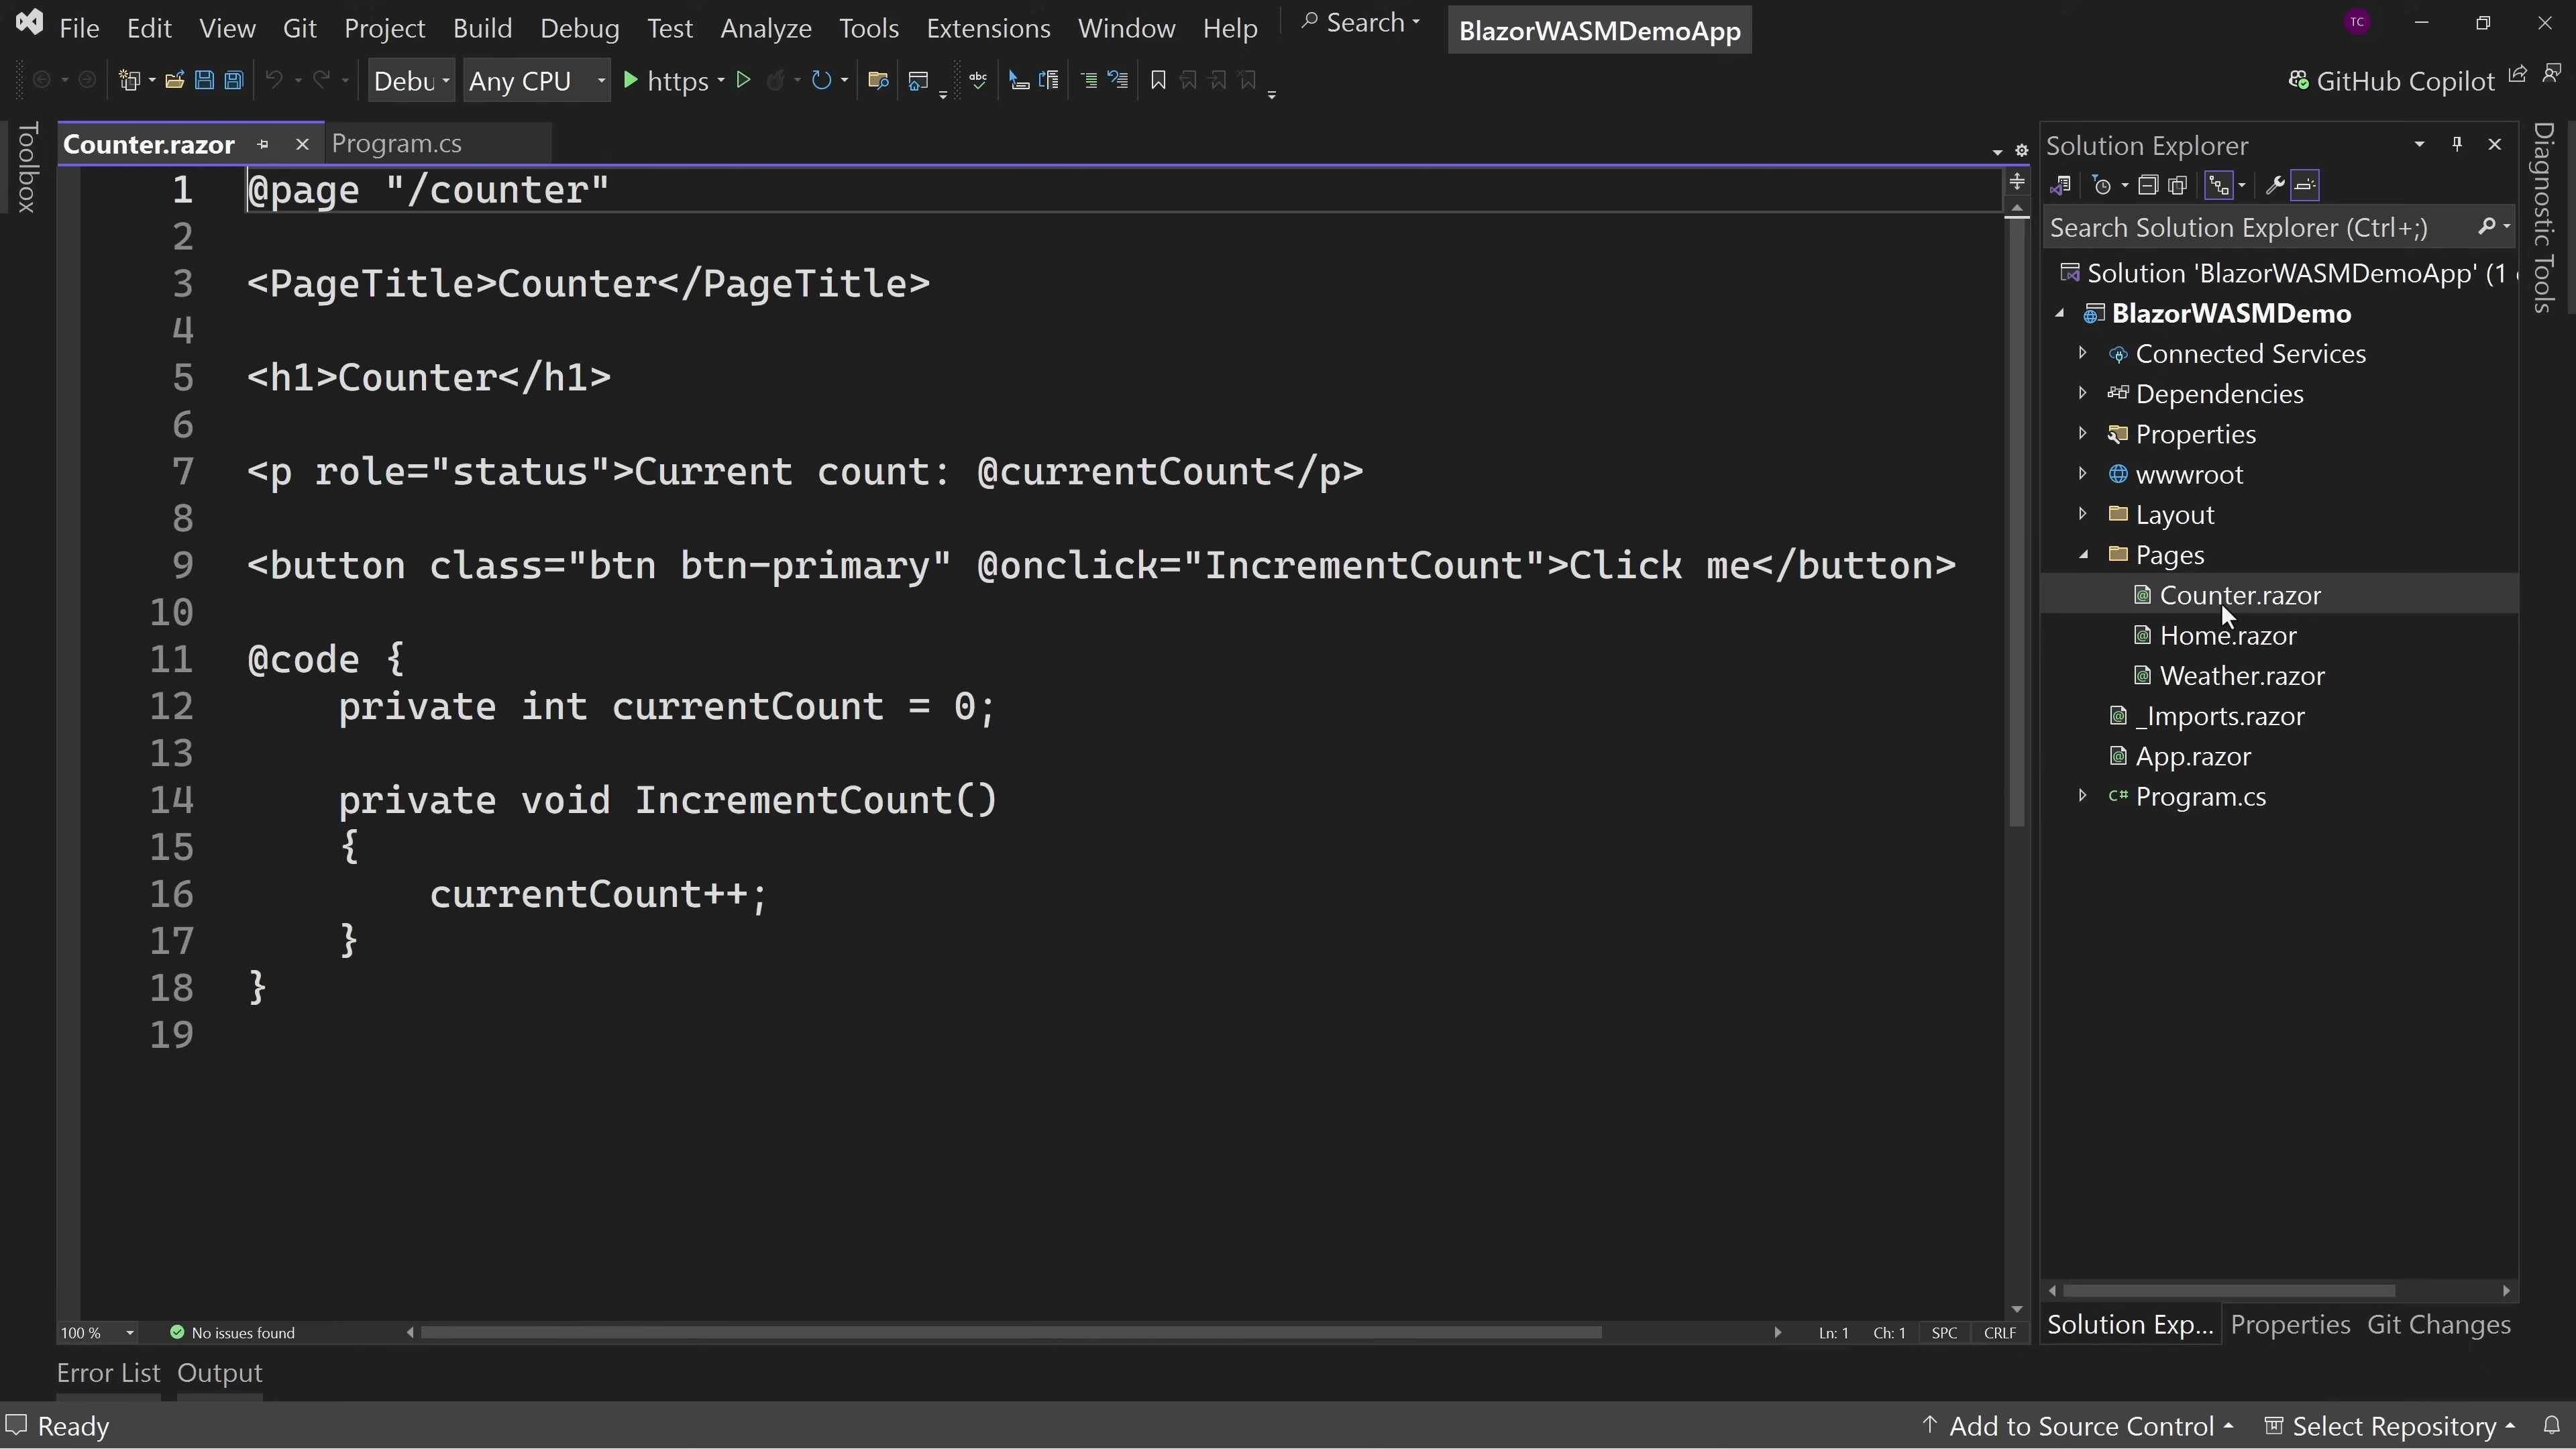 File Edit View Git Project Build Debug Test Analyze Tools Extensions Window Help Search BlazorWASMDemoApp TC
Debu Any CPU https abc GitHub Copilot
Toolbox
Counter.razor Program.cs
1 @page "/counter"
2
3 <PageTitle>Counter</PageTitle>
4
5 <h1>Counter</h1>
6
7 <p role="status">Current count: @currentCount</p>
8
9 <button class="btn btn-primary" @onclick="IncrementCount">Click me</button>
10
11 @code {
12 private int currentCount = 0;
13
14 private void IncrementCount()
15 {
16 currentCount++;
17 }
18 }
19
100 % No issues found Ln: 1 Ch: 1 SPC CRLF
Solution Explorer
Search Solution Explorer (Ctrl+;)
Solution 'BlazorWASMDemoApp' (1
BlazorWASMDemo
Connected Services
Dependencies
Properties
wwwroot
Layout
Pages
Counter.razor
Home.razor
Weather.razor
_Imports.razor
App.razor
C# Program.cs
Solution Exp... Properties Git Changes
Diagnostic Tools
Error List Output
Ready Add to Source Control Select Repository